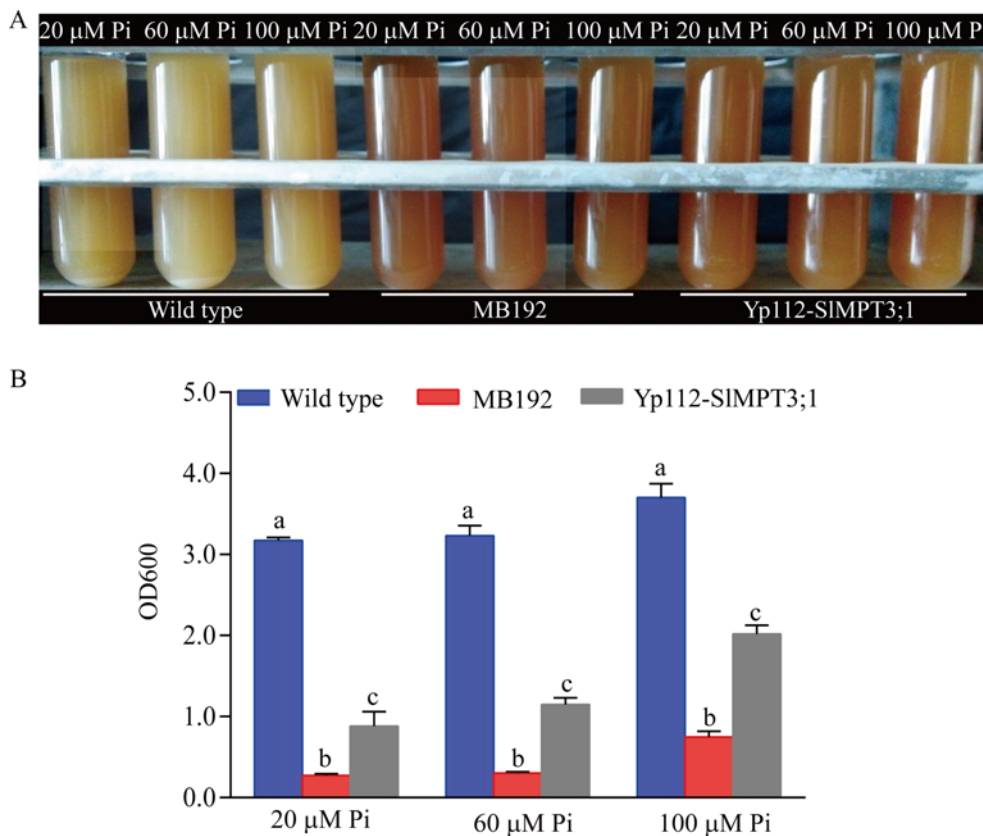 A
20 µM Pi 60 µM Pi 100 µM Pi 20 µM Pi 60 µM Pi 100 µM Pi 20 µM Pi 60 µM Pi 100 µM Pi
Wild type MB192 Yp112-SlMPT3;1
B
Wild type MB192 Yp112-SlMPT3;1
5.0
4.0
3.0
2.0
1.0
0.0
OD600
a b c a b c a b c
20 µM Pi 60 µM Pi 100 µM Pi